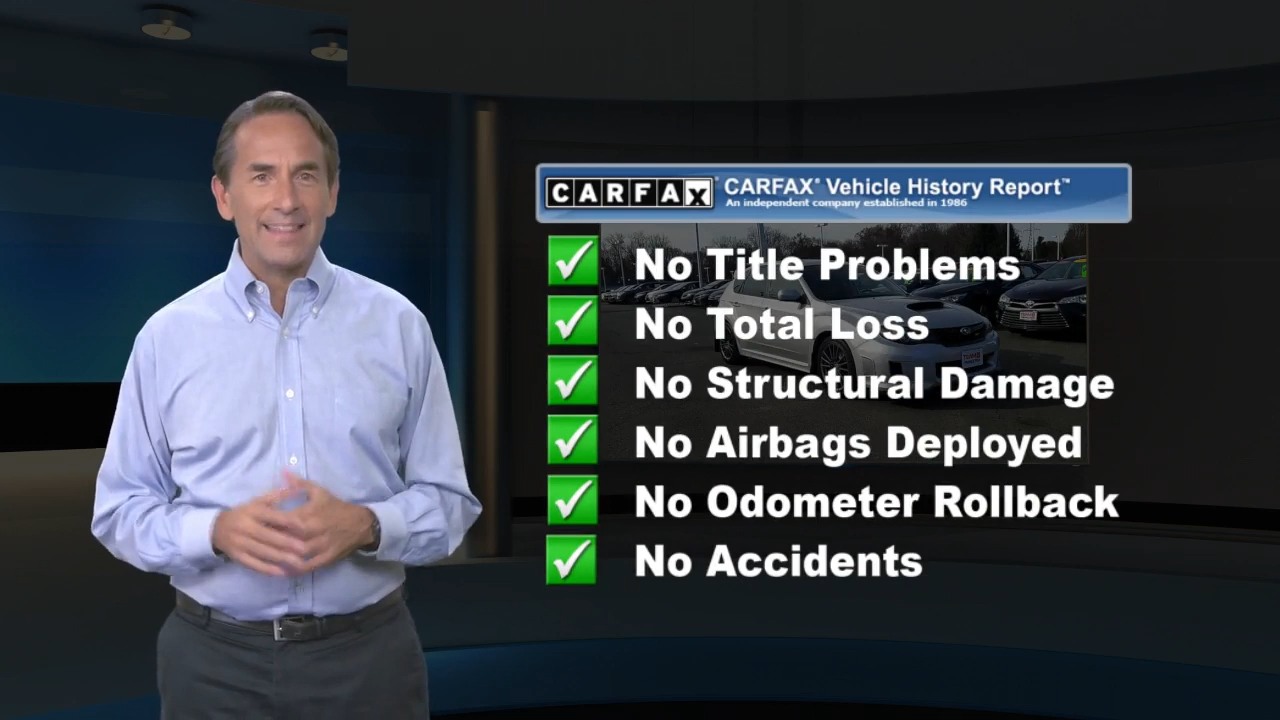 CARFAX® CARFAX® Vehicle History Report™
An independent company established in 1986
No Title Problems
No Total Loss
No Structural Damage
No Airbags Deployed
No Odometer Rollback
No Accidents